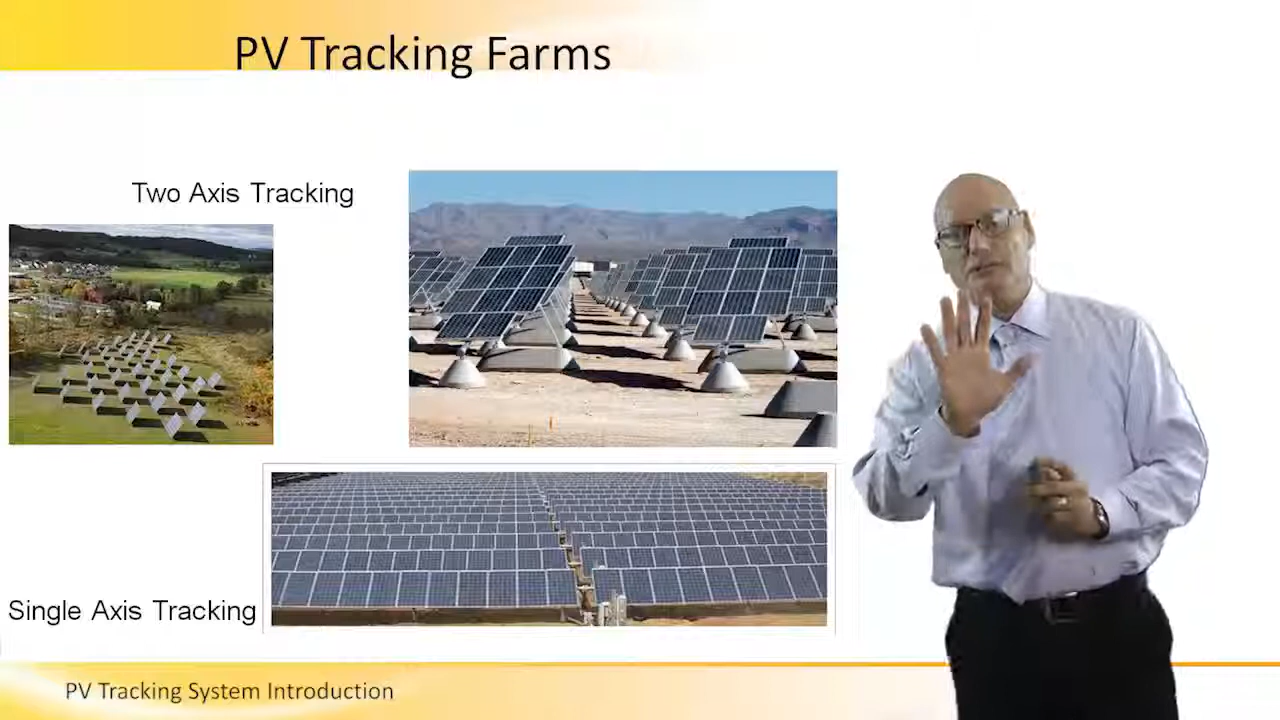 PV Tracking Farms
Two Axis Tracking
Single Axis Tracking
PV Tracking System Introduction